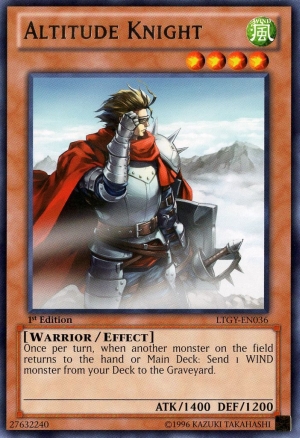 ALTITUDE KNIGHT
WIND
風
1st Edition
LTGY-EN036
[WARRIOR / EFFECT]
Once per turn, when another monster on the field
returns to the hand or Main Deck: Send 1 WIND
monster from your Deck to the Graveyard.
ATK/1400 DEF/1200
27632240
©1996 KAZUKI TAKAHASHI